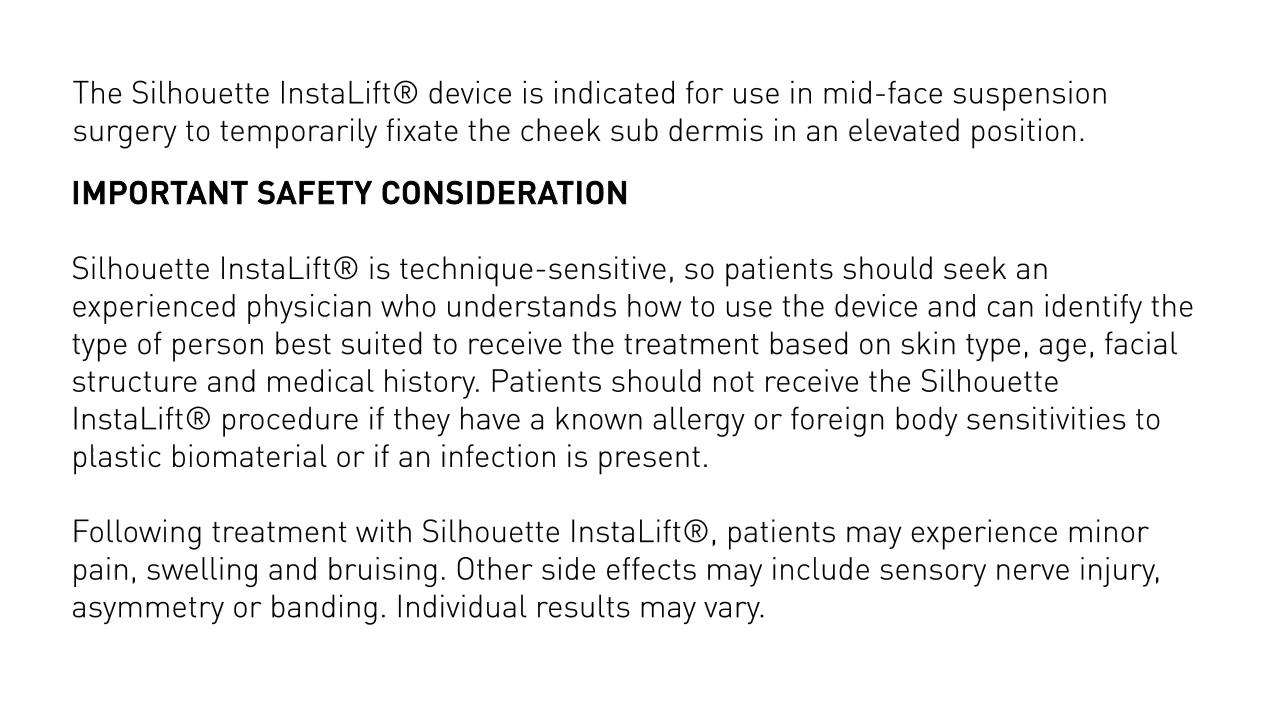 The Silhouette InstaLift® device is indicated for use in mid-face suspension
surgery to temporarily fixate the cheek sub dermis in an elevated position.
IMPORTANT SAFETY CONSIDERATION
Silhouette InstaLift® is technique-sensitive, so patients should seek an
experienced physician who understands how to use the device and can identify the
type of person best suited to receive the treatment based on skin type, age, facial
structure and medical history. Patients should not receive the Silhouette
InstaLift® procedure if they have a known allergy or foreign body sensitivities to
plastic biomaterial or if an infection is present.
Following treatment with Silhouette InstaLift®, patients may experience minor
pain, swelling and bruising. Other side effects may include sensory nerve injury,
asymmetry or banding. Individual results may vary.